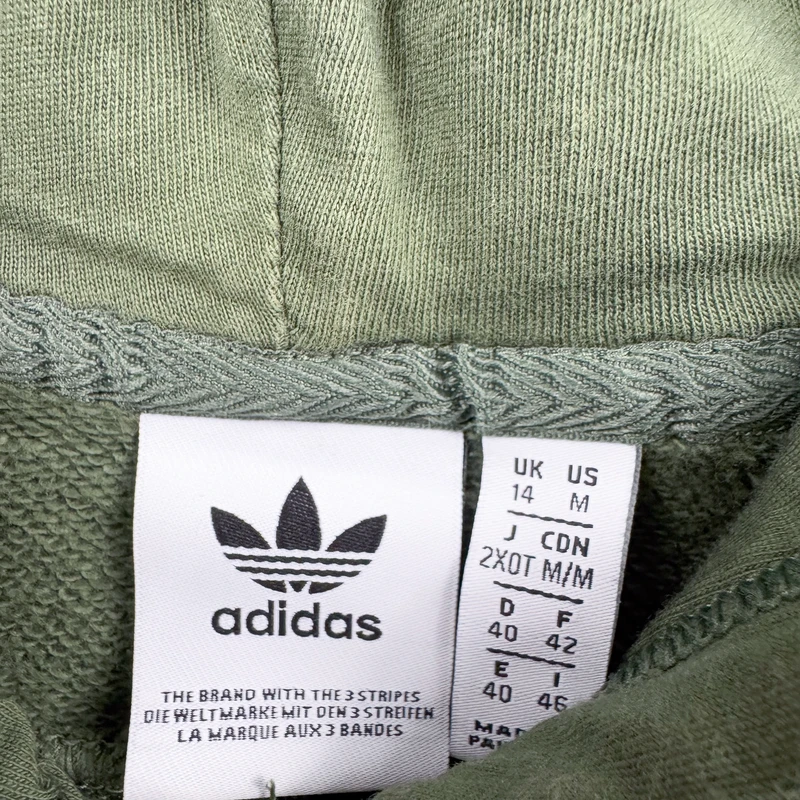 adidas
THE BRAND WITH THE 3 STRIPES
DIE WELTMARKE MIT DEN 3 STREIFEN
LA MARQUE AUX 3 BANDES
UK US
14 M
J CDN
2XOT M/M
D F
40 42
E I
40 46